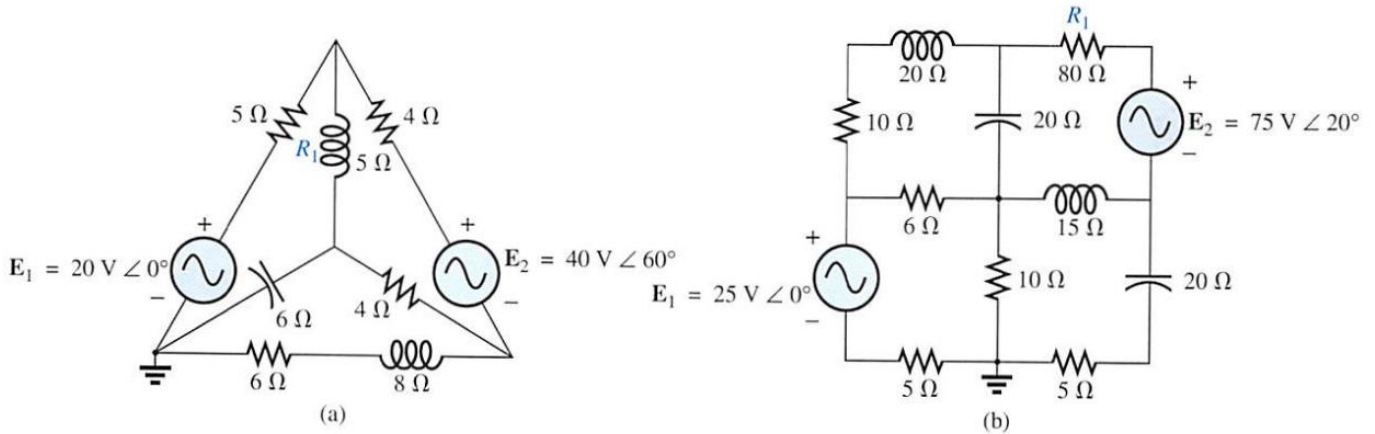 5 Ω
4 Ω
R₁
5 Ω
+
+
E₁ = 20 V ∠ 0°
E₂ = 40 V ∠ 60°
−
−
6 Ω
4 Ω
6 Ω
8 Ω
(a)
R₁
20 Ω
80 Ω
+
10 Ω
20 Ω
E₂ = 75 V ∠ 20°
−
6 Ω
15 Ω
+
10 Ω
20 Ω
E₁ = 25 V ∠ 0°
−
5 Ω
5 Ω
(b)